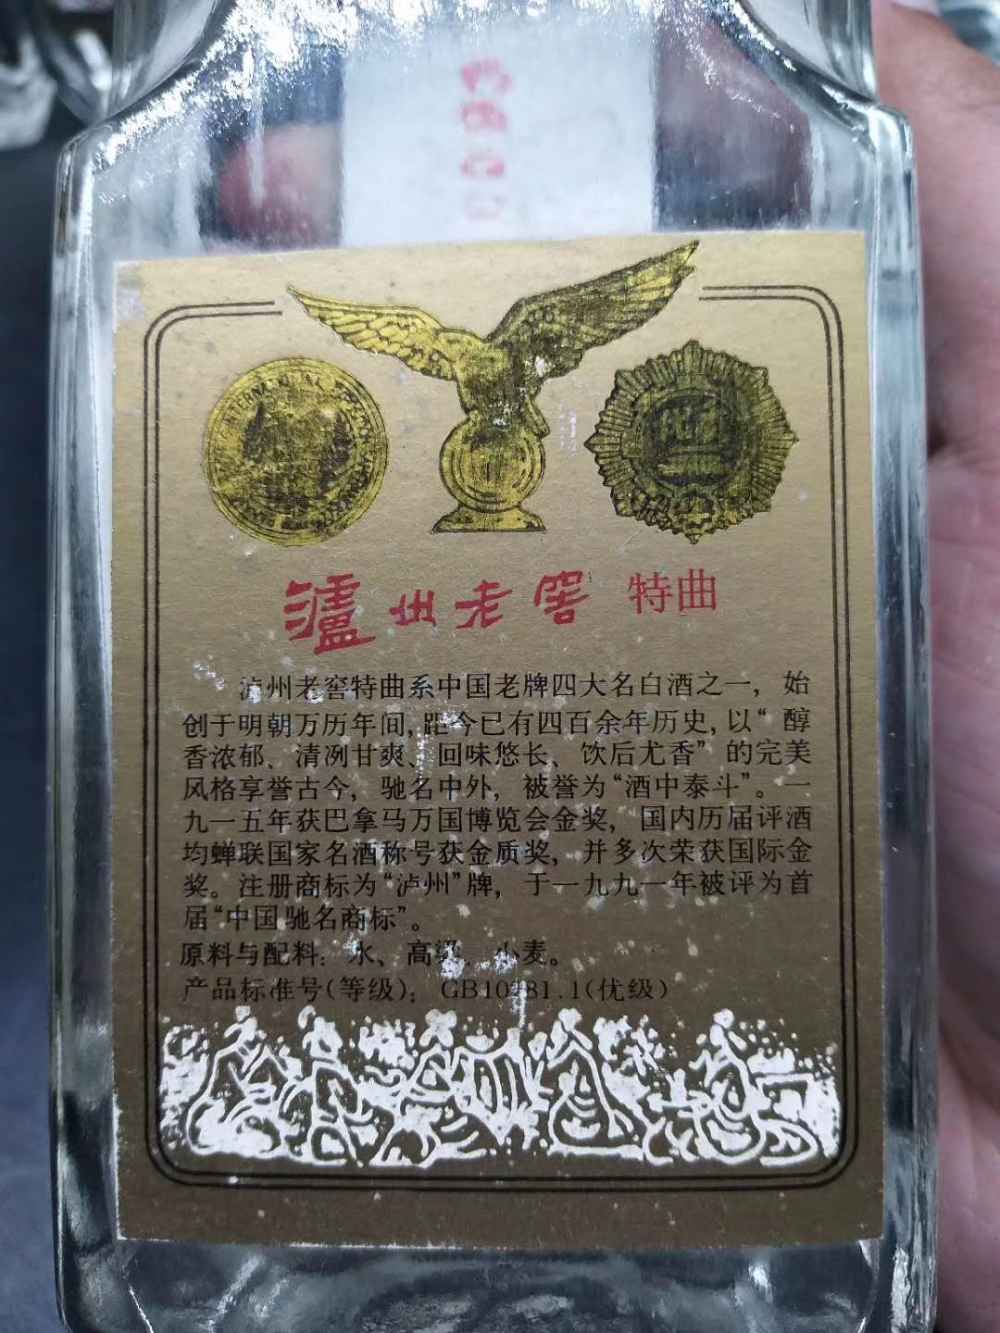 泸州老窖 特曲
泸州老窖特曲系中国老牌四大名白酒之一，始
创于明朝万历年间，距今已有四百余年历史，以“醇
香浓郁、清冽甘爽、回味悠长、饮后尤香”的完美
风格享誉古今，驰名中外，被誉为“酒中泰斗”。一
九一五年获巴拿马万国博览会金奖，国内历届评酒
均蝉联国家名酒称号获金质奖，并多次荣获国际金
奖。注册商标为“泸州”牌，于一九九一年被评为首
届“中国驰名商标”。
原料与配料：水、高粱、小麦。
产品标准号(等级)：GB10781.1(优级)